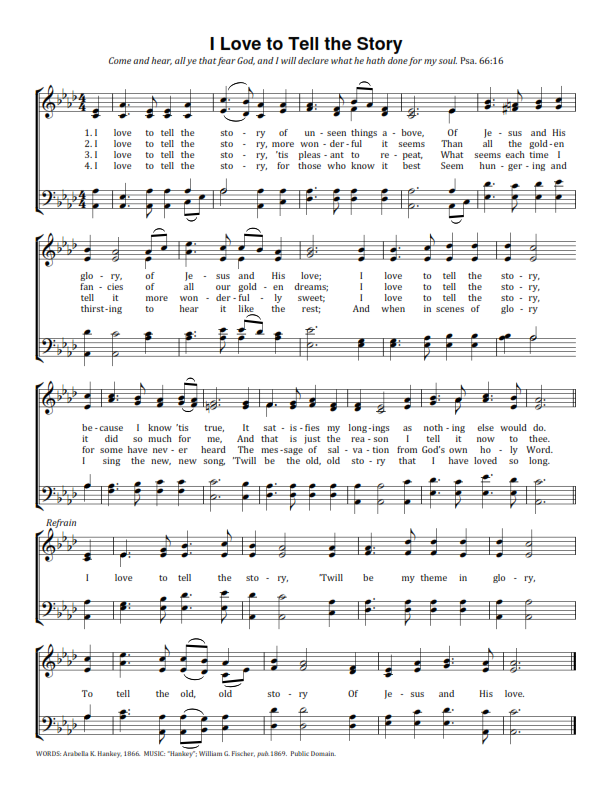 I Love to Tell the Story
Come and hear, all ye that fear God, and I will declare what he hath done for my soul. Psa. 66:16
1. I love to tell the sto - ry of un - seen things a - bove, Of Je - sus and His
2. I love to tell the sto - ry, more won - der - ful it seems Than all the gold - en
3. I love to tell the sto - ry, 'tis pleas - ant to re - peat, What seems each time I
4. I love to tell the sto - ry, for those who know it best Seem hun - ger - ing and
glo - ry, of Je - sus and His love; I love to tell the sto - ry,
fan - cies of all our gold - en dreams; I love to tell the sto - ry,
tell it more won - der - ful - ly sweet; I love to tell the sto - ry,
thirst - ing to hear it like the rest; And when in scenes of glo - ry
be - cause I know 'tis true, It sat - is - fies my long - ings as noth - ing else would do.
it did so much for me, And that is just the rea - son I tell it now to thee.
for some have nev - er heard The mes - sage of sal - va - tion from God's own ho - ly Word.
I sing the new, new song, 'Twill be the old, old sto - ry that I have loved so long.
Refrain
I love to tell the sto - ry, 'Twill be my theme in glo - ry,
To tell the old, old sto - ry Of Je - sus and His love.
WORDS: Arabella K. Hankey, 1866. MUSIC: "Hankey"; William G. Fischer, pub.1869. Public Domain.